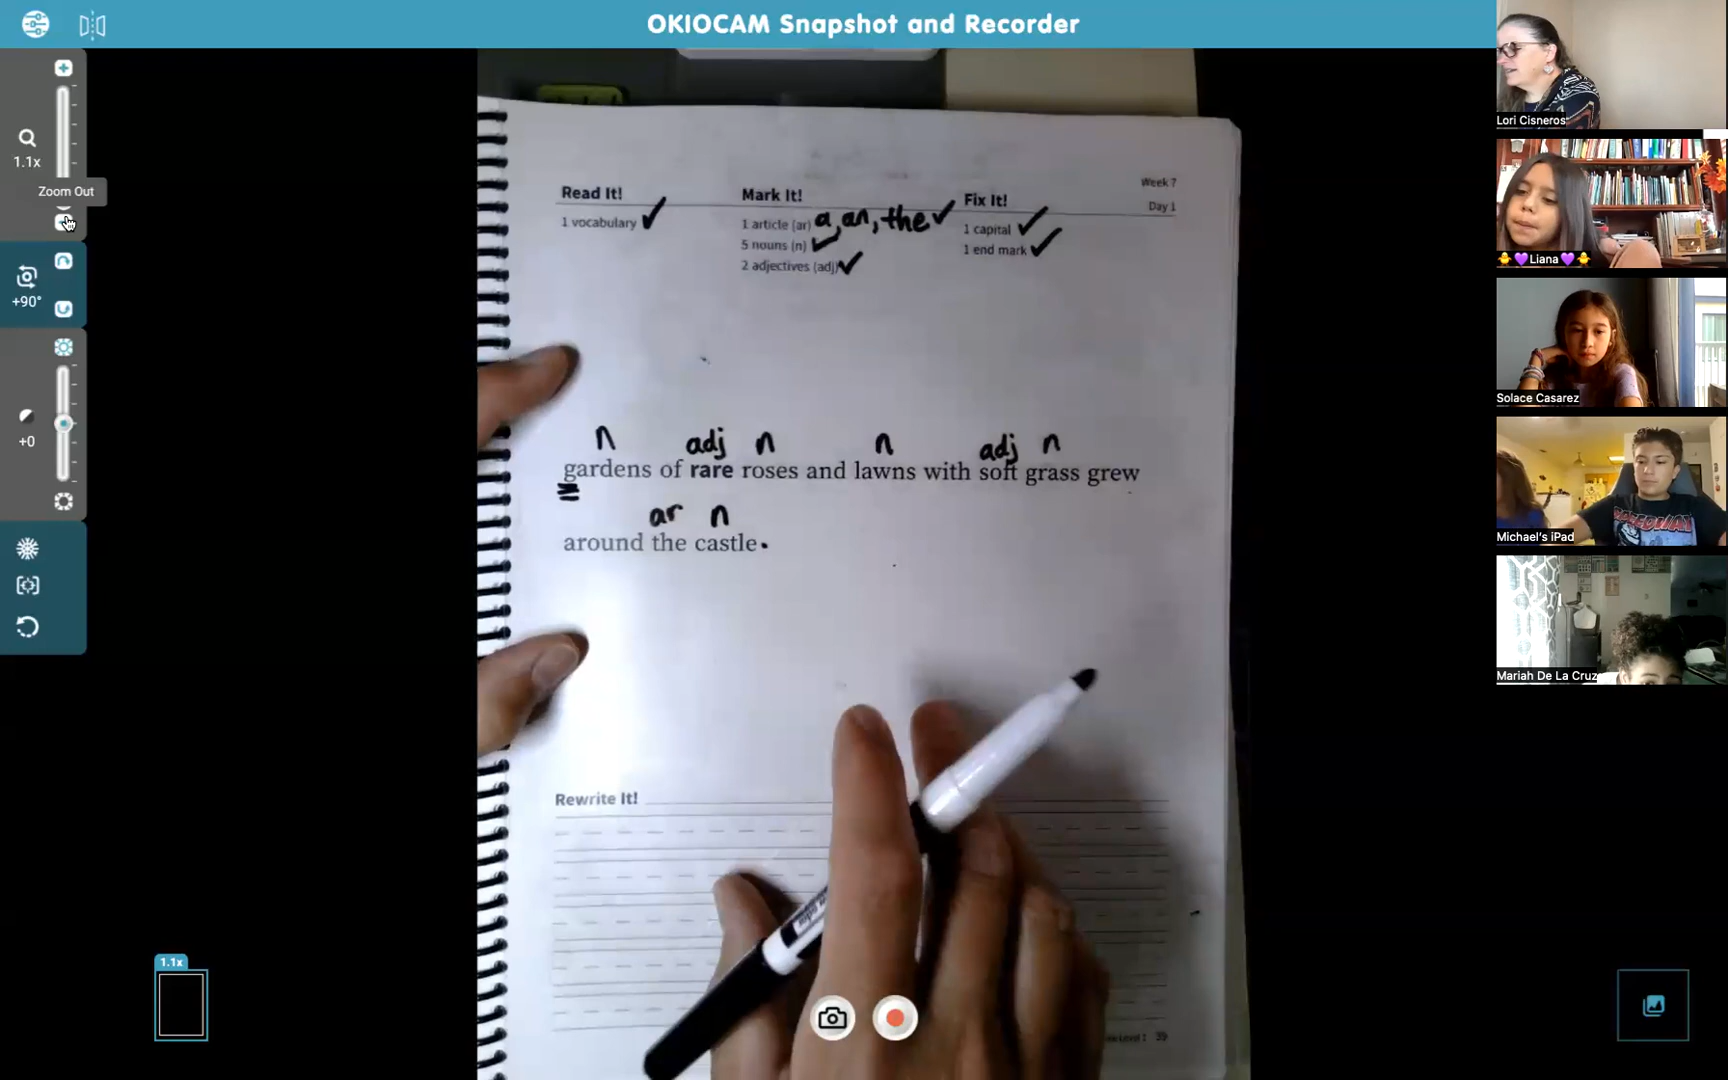 OKIOCAM Snapshot and Recorder
1.1x
Zoom Out
+90°
+0
1.1x
Week 7
Day 1
Read It!
1 vocabulary ✓
Mark It!
1 article (ar) a, an, the ✓
5 nouns (n) ✓
2 adjectives (adj) ✓
Fix It!
1 capital ✓
1 end mark ✓
n adj n n adj n
gardens of rare roses and lawns with soft grass grew
ar n
around the castle.
Rewrite It!
39
Lori Cisneros
🐥💜Liana💜🐥
Solace Casarez
Michael's iPad
Mariah De La Cruz